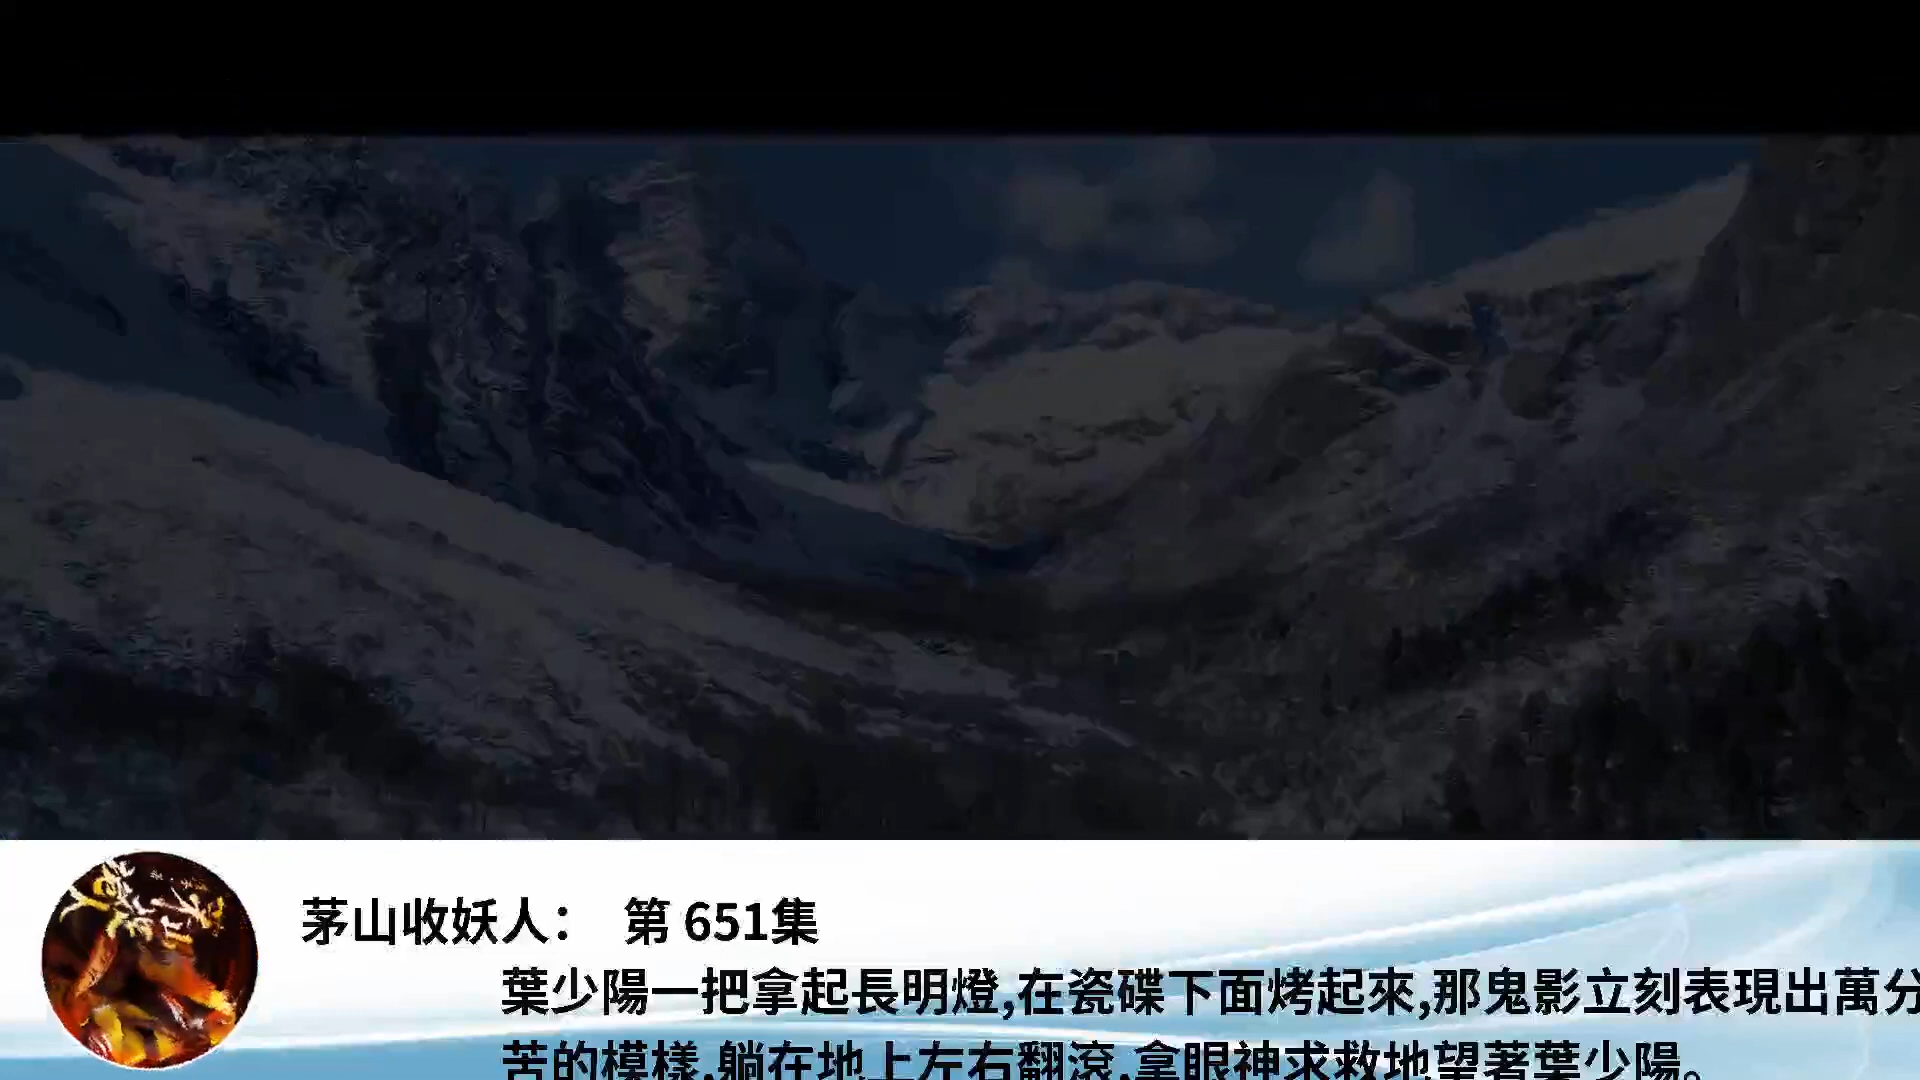 茅山收妖人： 第 651集
葉少陽一把拿起長明燈,在瓷碟下面烤起來,那鬼影立刻表現出萬分
苦的模樣,躺在地上左右翻滾,拿眼神求救地望著葉少陽。